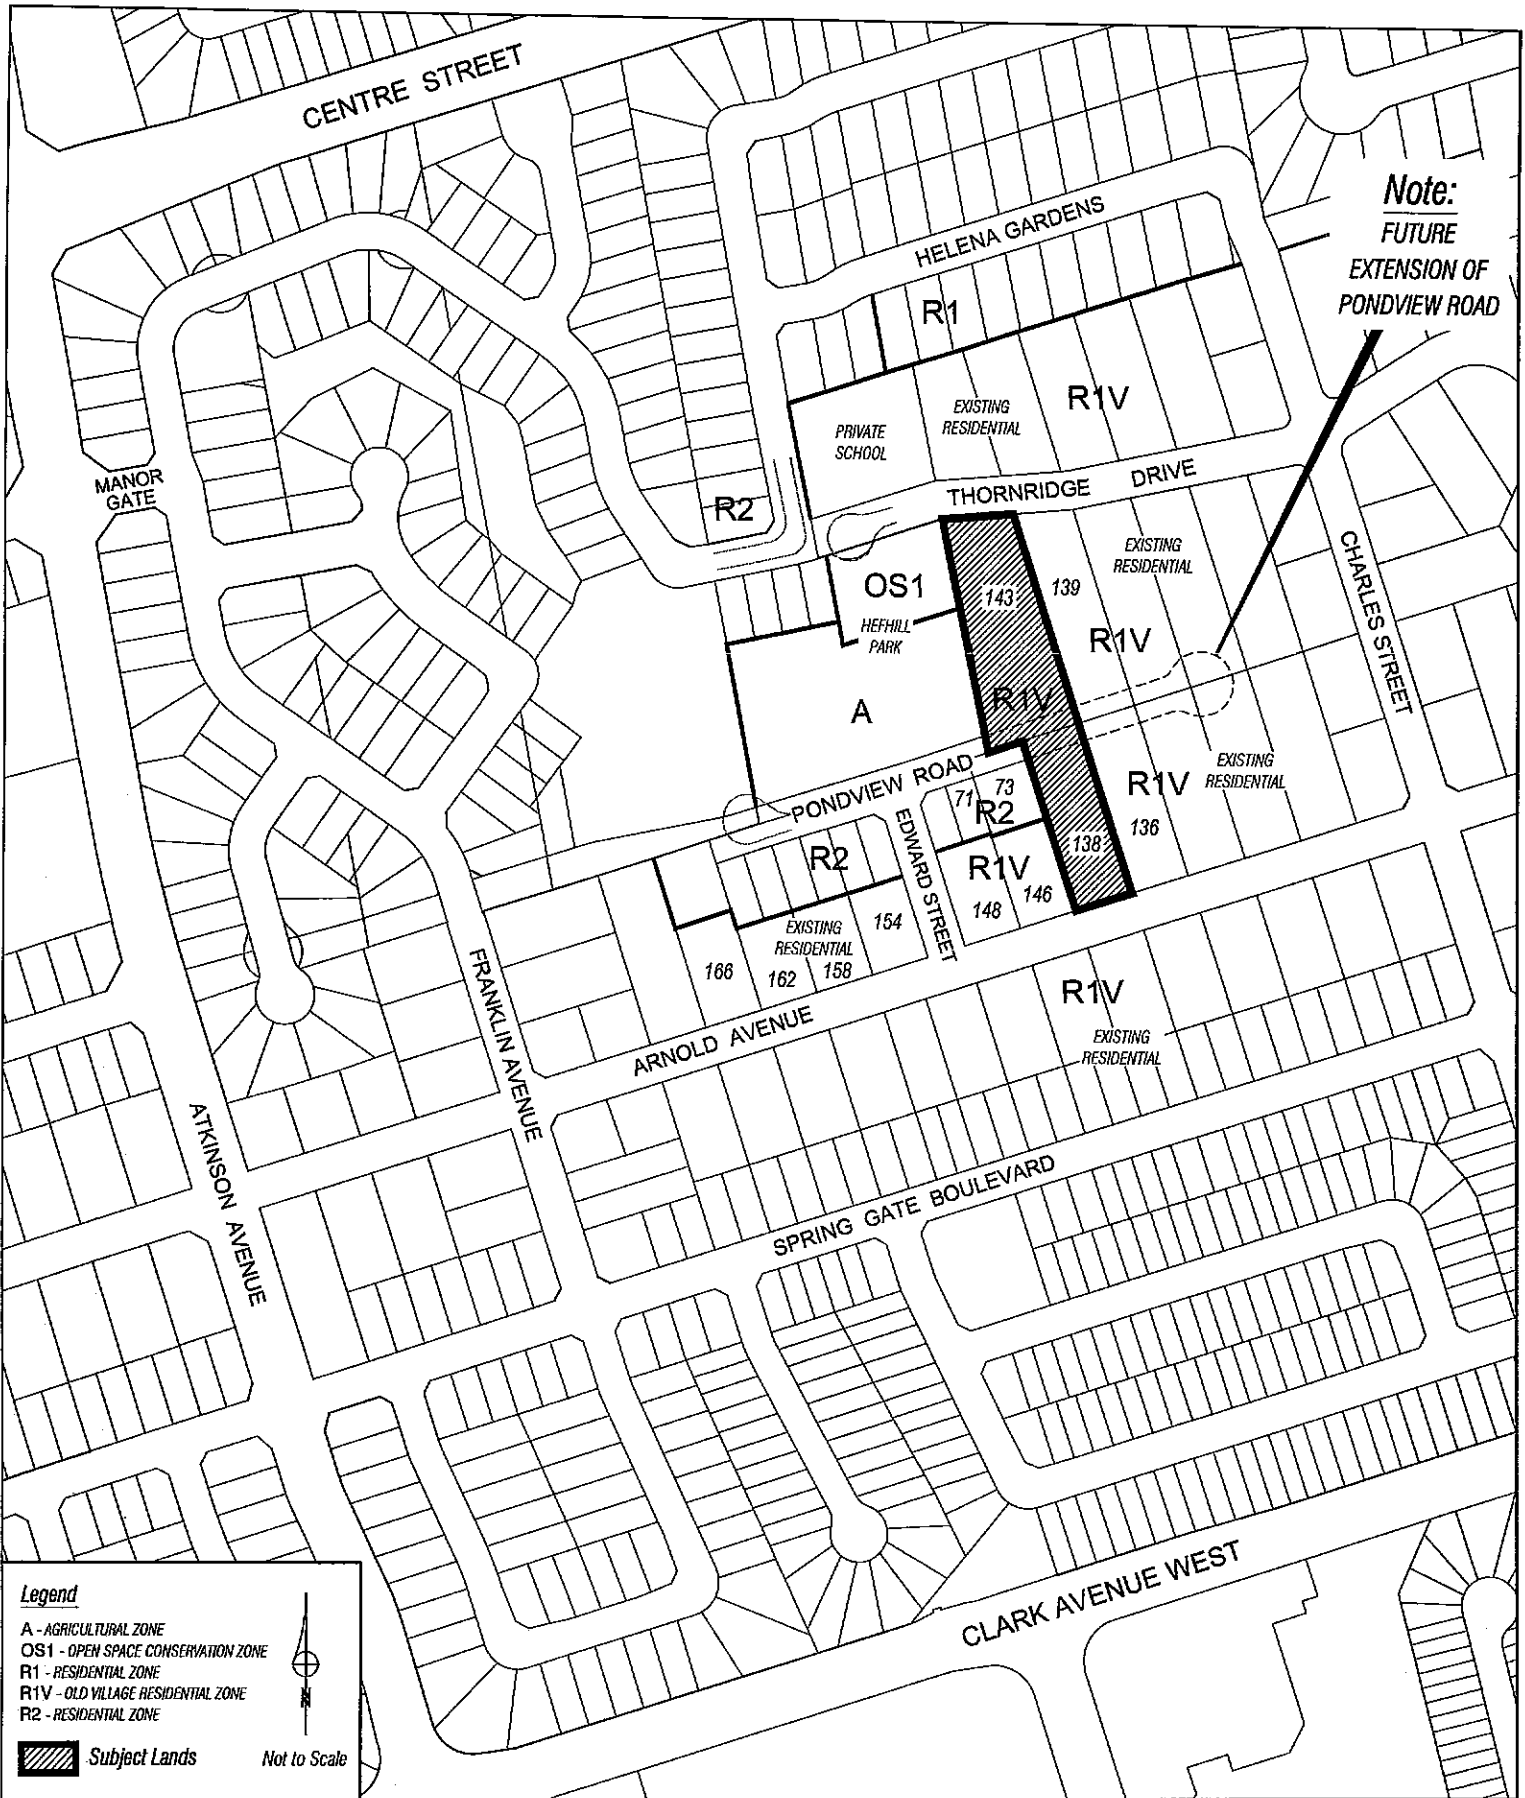 CENTRE STREET
Note:
FUTURE
EXTENSION OF
PONDVIEW ROAD
HELENA GARDENS
R1
R1V
EXISTING
RESIDENTIAL
PRIVATE
SCHOOL
MANOR
GATE
THORNRIDGE DRIVE
R2
CHARLES STREET
EXISTING
RESIDENTIAL
OS1
143
139
HEFHILL
PARK
R1V
R1V
A
EXISTING
RESIDENTIAL
R1V
PONDVIEW ROAD
71
73
R2
EDWARD STREET
136
138
R2
R1V
146
148
154
EXISTING
RESIDENTIAL
158
162
166
FRANKLIN AVENUE
R1V
EXISTING
RESIDENTIAL
ARNOLD AVENUE
ATKINSON AVENUE
SPRING GATE BOULEVARD
CLARK AVENUE WEST
Legend
A - AGRICULTURAL ZONE
OS1 - OPEN SPACE CONSERVATION ZONE
R1 - RESIDENTIAL ZONE
R1V - OLD VILLAGE RESIDENTIAL ZONE
R2 - RESIDENTIAL ZONE
N
Subject Lands
Not to Scale